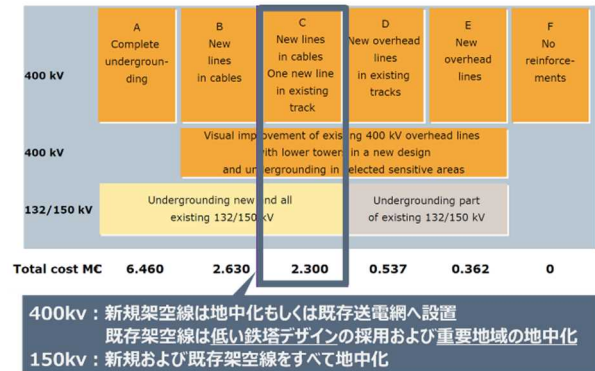 A
Complete
undergroun-
ding
B
New
lines
in cables
C
New lines
in cables
One new line
in existing
track
D
New overhead
lines
in existing
tracks
E
New
overhead
lines
F
No
reinforce-
ments
400 kV
400 kV
Visual improvement of existing 400 kV overhead lines
with lower towers in a new design
and undergrounding in selected sensitive areas
132/150 kV
Undergrounding new and all
existing 132/150 kV
Undergrounding part
of existing 132/150 kV
Total cost M€ 6.460 2.630 2.300 0.537 0.362 0
400kv:新規架空線は地中化もしくは既存送電網へ設置
既存架空線は低い鉄塔デザインの採用および重要地域の地中化
150kv:新規および既存架空線をすべて地中化